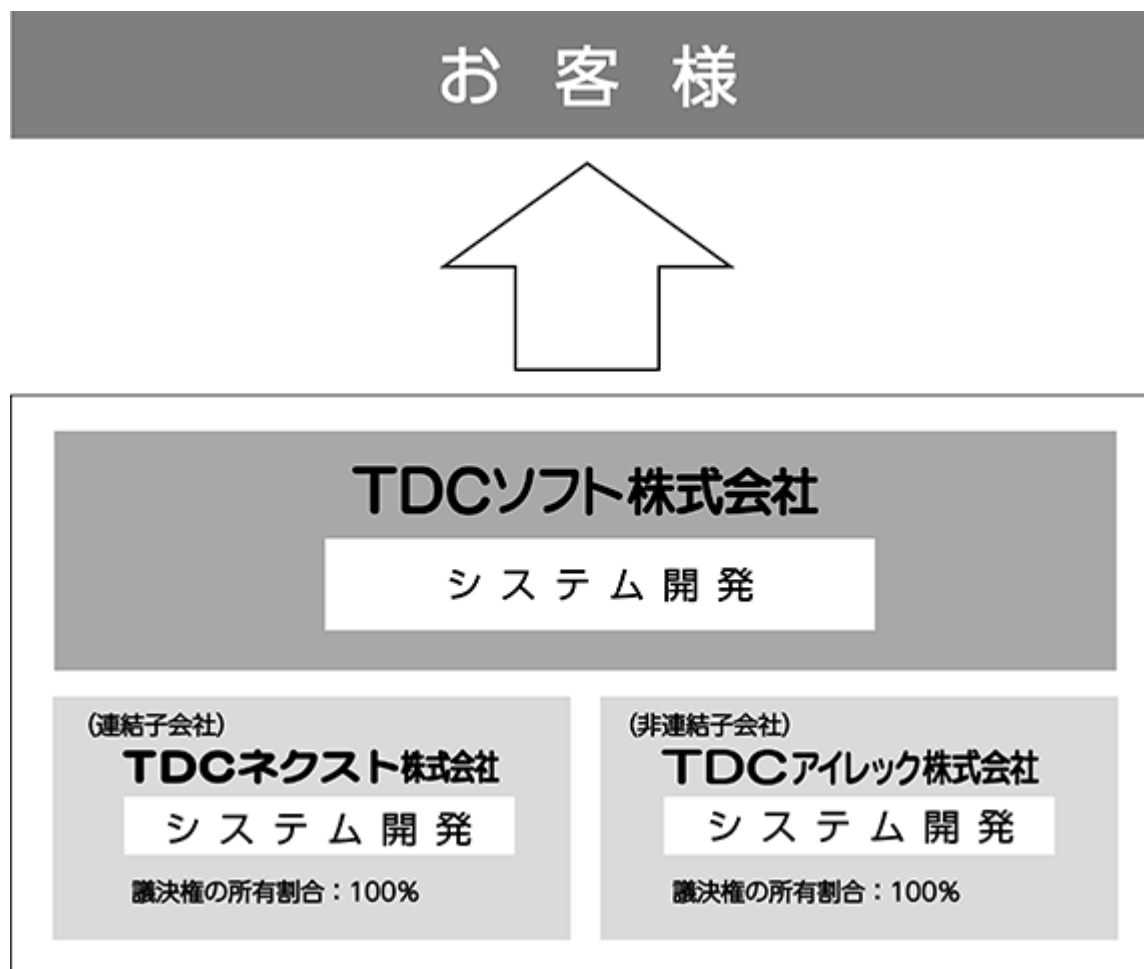 お客様
TDCソフト株式会社
システム開発
(連結子会社)
TDCネクスト株式会社
システム開発
議決権の所有割合：100%
(非連結子会社)
TDCアイレック株式会社
システム開発
議決権の所有割合：100%